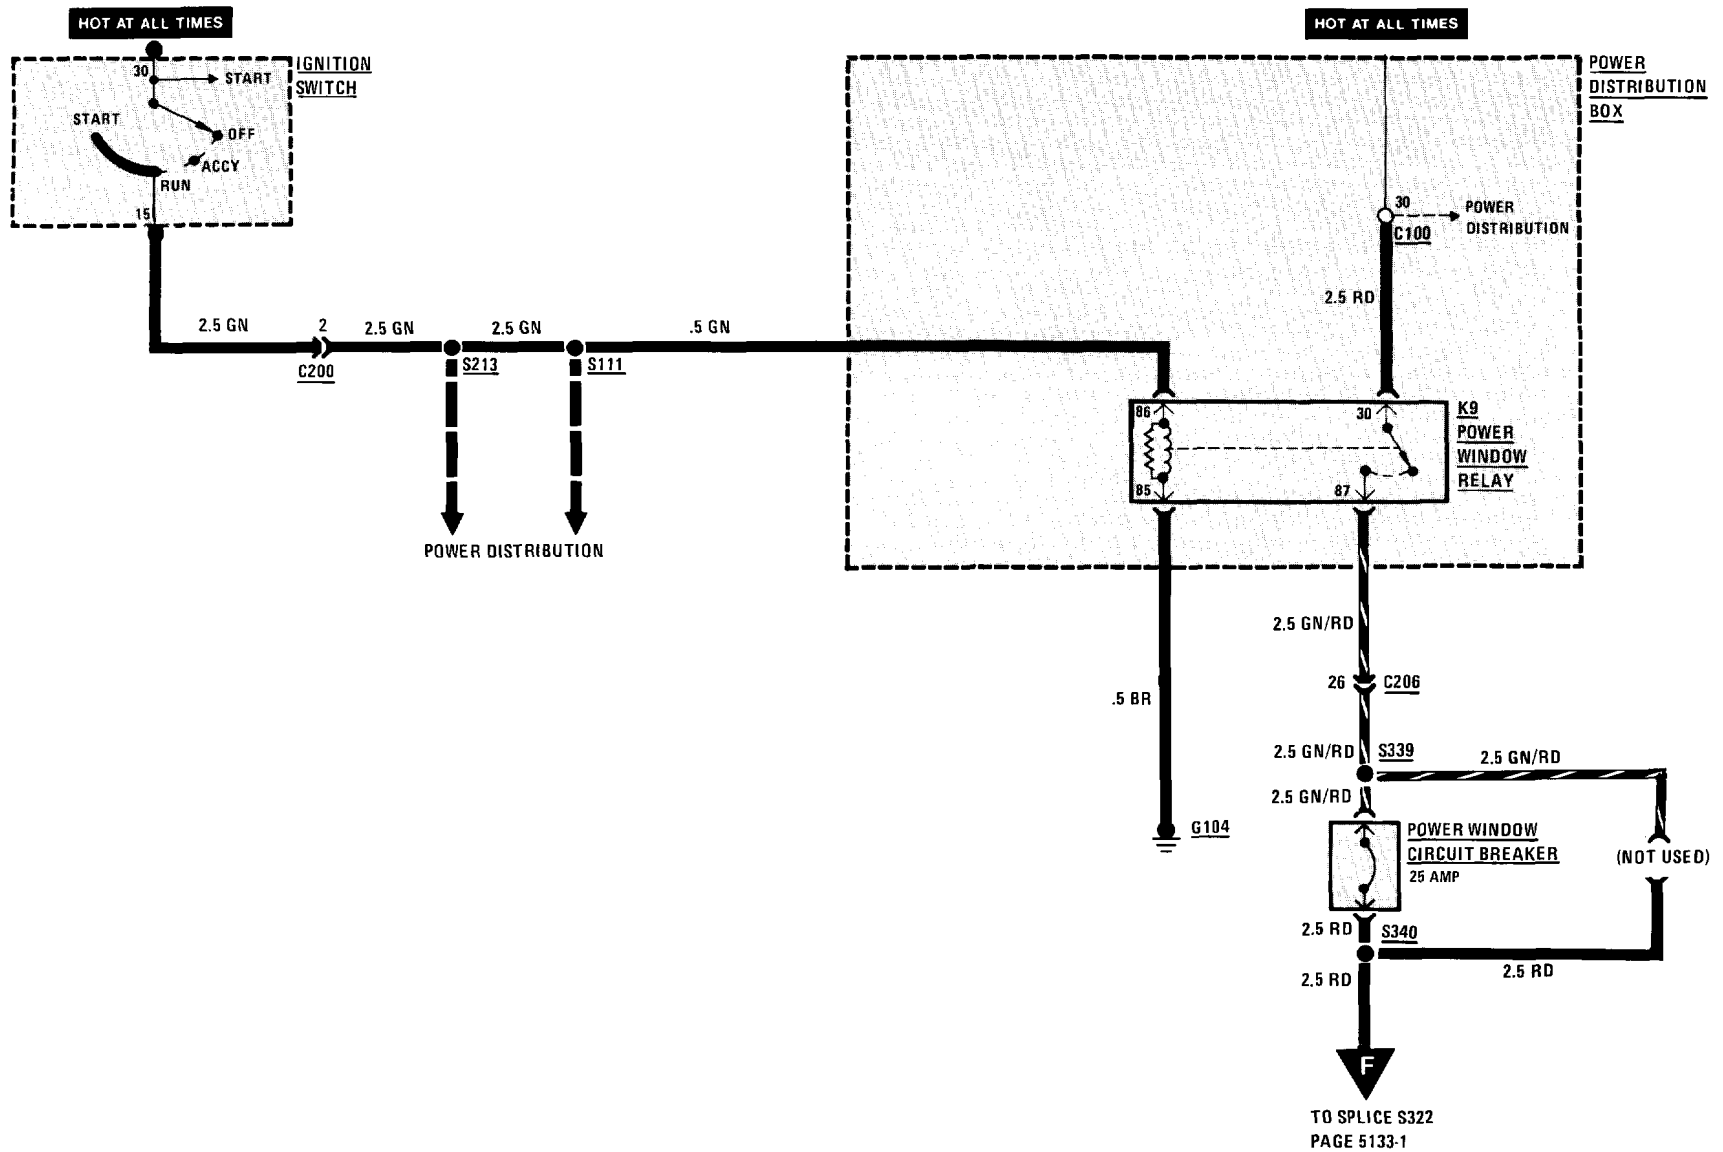 HOT AT ALL TIMES
HOT AT ALL TIMES
IGNITION
SWITCH
30
START
START
OFF
ACCY
RUN
15
POWER
DISTRIBUTION
BOX
30
POWER
DISTRIBUTION
C100
2.5 RD
2.5 GN
2
2.5 GN
2.5 GN
.5 GN
C200
S213
S111
POWER DISTRIBUTION
86
30
85
87
K9
POWER
WINDOW
RELAY
2.5 GN/RD
26
C206
.5 BR
2.5 GN/RD
S339
2.5 GN/RD
2.5 GN/RD
G104
POWER WINDOW
CIRCUIT BREAKER
25 AMP
(NOT USED)
2.5 RD
S340
2.5 RD
2.5 RD
F
TO SPLICE S322
PAGE 5133-1